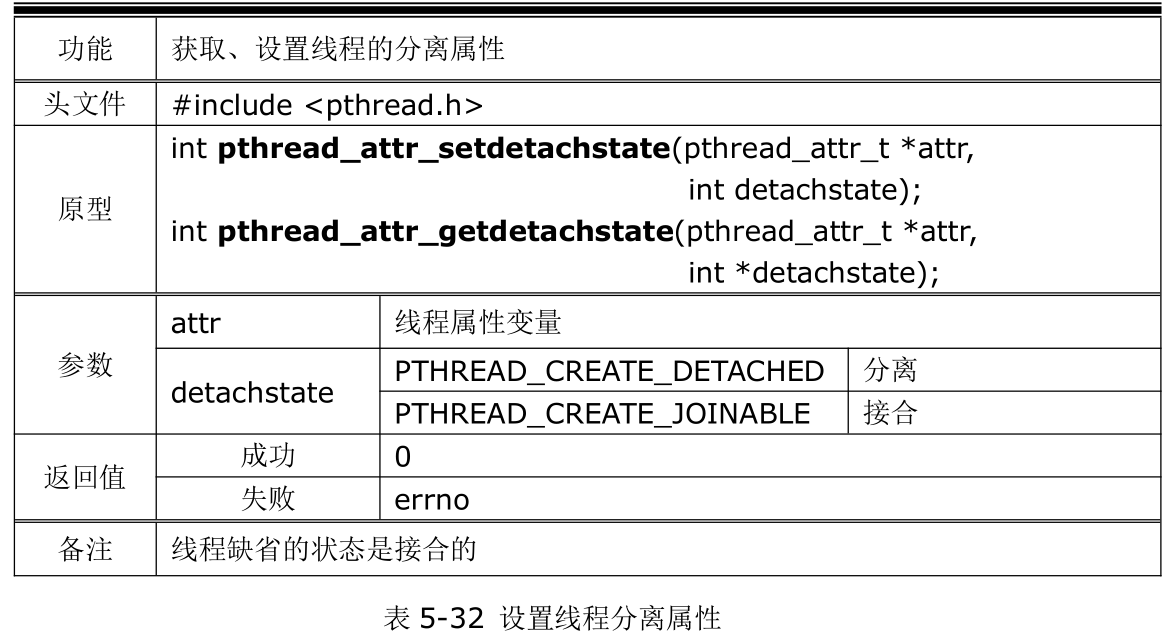 功能 获取、设置线程的分离属性
头文件 #include <pthread.h>
原型 int pthread_attr_setdetachstate(pthread_attr_t *attr,
int detachstate);
int pthread_attr_getdetachstate(pthread_attr_t *attr,
int *detachstate);
参数 attr 线程属性变量
detachstate PTHREAD_CREATE_DETACHED 分离
PTHREAD_CREATE_JOINABLE 接合
返回值 成功 0
失败 errno
备注 线程缺省的状态是接合的
表 5-32 设置线程分离属性